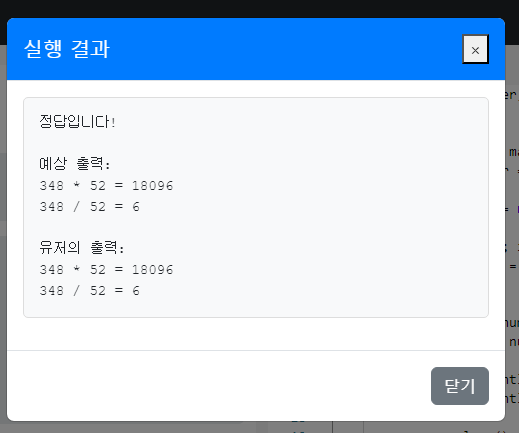 실행 결과
×
정답입니다!
예상 출력:
348 * 52 = 18096
348 / 52 = 6
유저의 출력:
348 * 52 = 18096
348 / 52 = 6
닫기